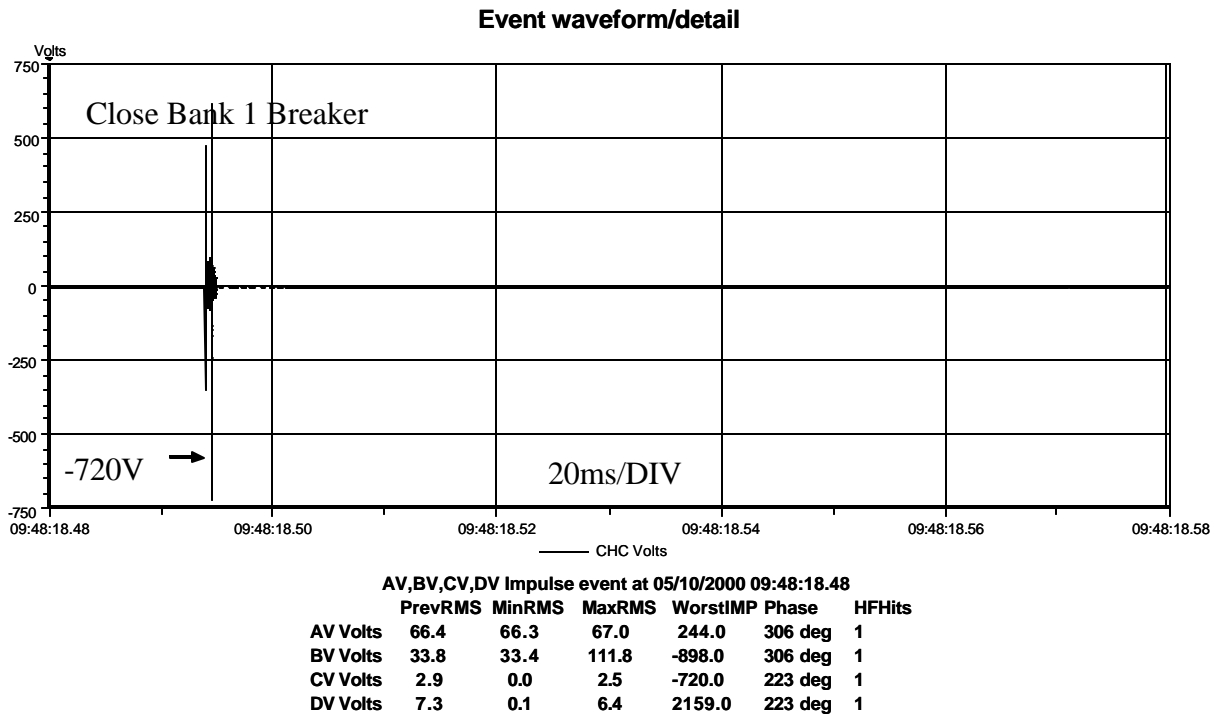 Event waveform/detail
Volts
750
Close Bank 1 Breaker
500
250
0
-250
-500
-720V
20ms/DIV
-750
09:48:18.48 09:48:18.50 09:48:18.52 09:48:18.54 09:48:18.56 09:48:18.58
CHC Volts
AV,BV,CV,DV Impulse event at 05/10/2000 09:48:18.48
PrevRMS MinRMS MaxRMS WorstIMP Phase HFHits
AV Volts 66.4 66.3 67.0 244.0 306 deg 1
BV Volts 33.8 33.4 111.8 -898.0 306 deg 1
CV Volts 2.9 0.0 2.5 -720.0 223 deg 1
DV Volts 7.3 0.1 6.4 2159.0 223 deg 1